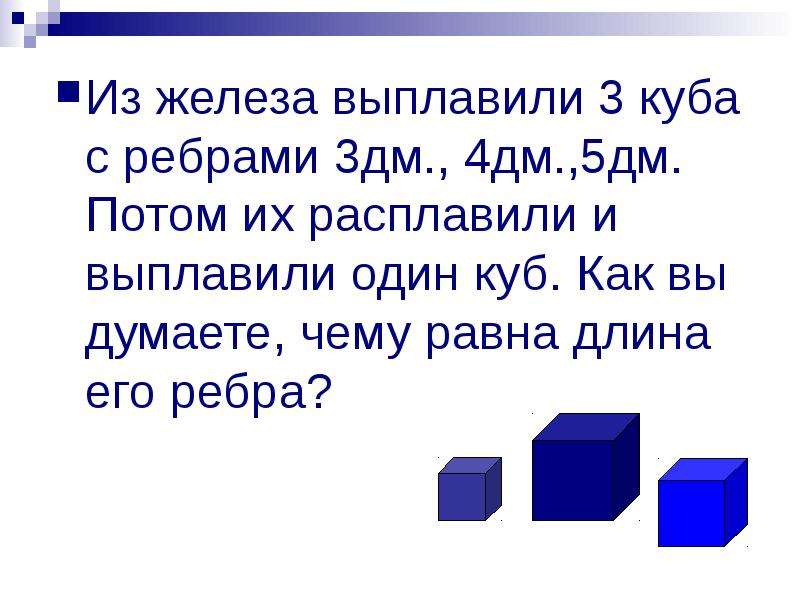 Из железа выплавили 3 куба
с ребрами 3дм., 4дм.,5дм.
Потом их расплавили и
выплавили один куб. Как вы
думаете, чему равна длина
его ребра?